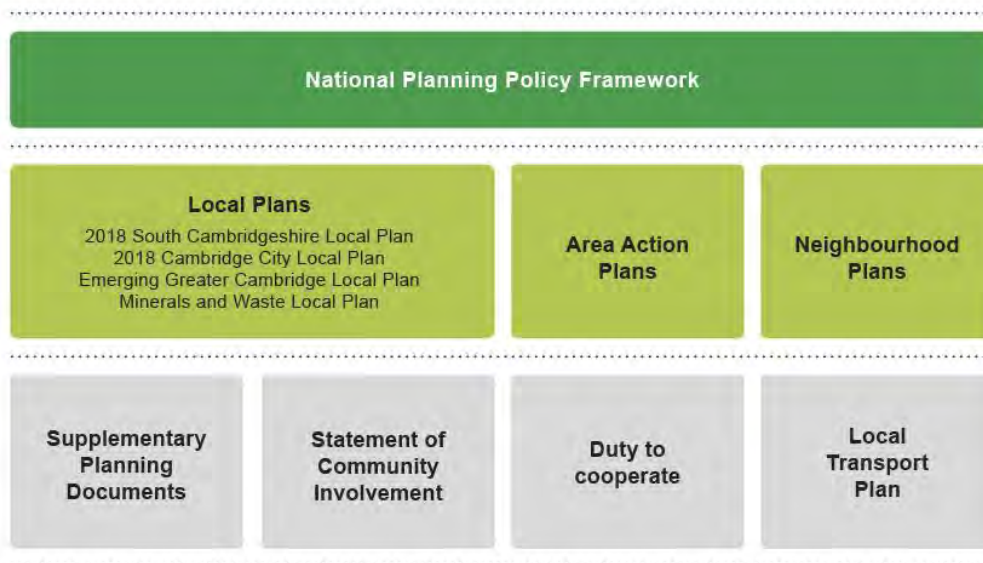 National Planning Policy Framework
Local Plans
2018 South Cambridgeshire Local Plan
2018 Cambridge City Local Plan
Emerging Greater Cambridge Local Plan
Minerals and Waste Local Plan
Area Action
Plans
Neighbourhood
Plans
Supplementary
Planning
Documents
Statement of
Community
Involvement
Duty to
cooperate
Local
Transport
Plan